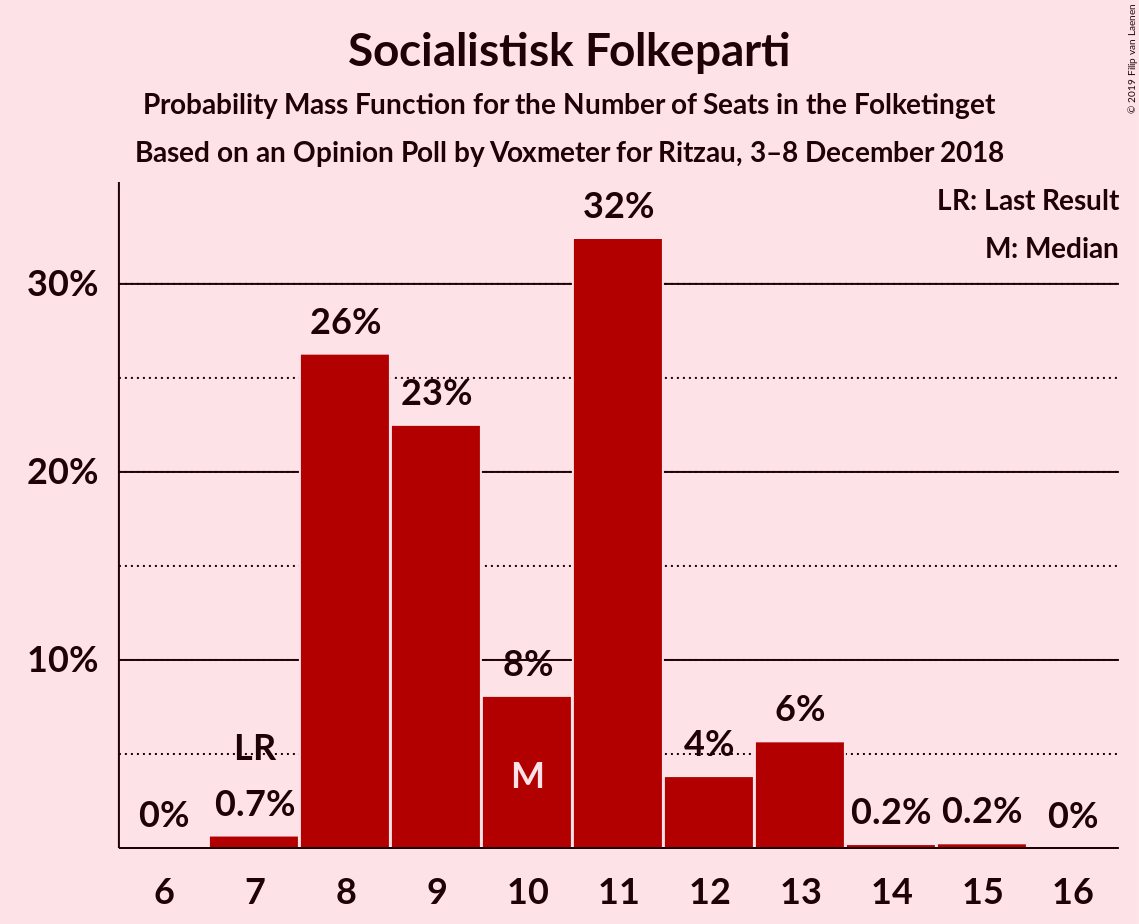 Socialistisk Folkeparti
Probability Mass Function for the Number of Seats in the Folketinget
Based on an Opinion Poll by Voxmeter for Ritzau, 3–8 December 2018
© 2019 Filip van Laenen
LR: Last Result
M: Median
32%
30%
26%
23%
20%
10%
8%
6%
LR
4%
M
0%
0.7%
0.2%
0.2%
0%
6 7 8 9 10 11 12 13 14 15 16